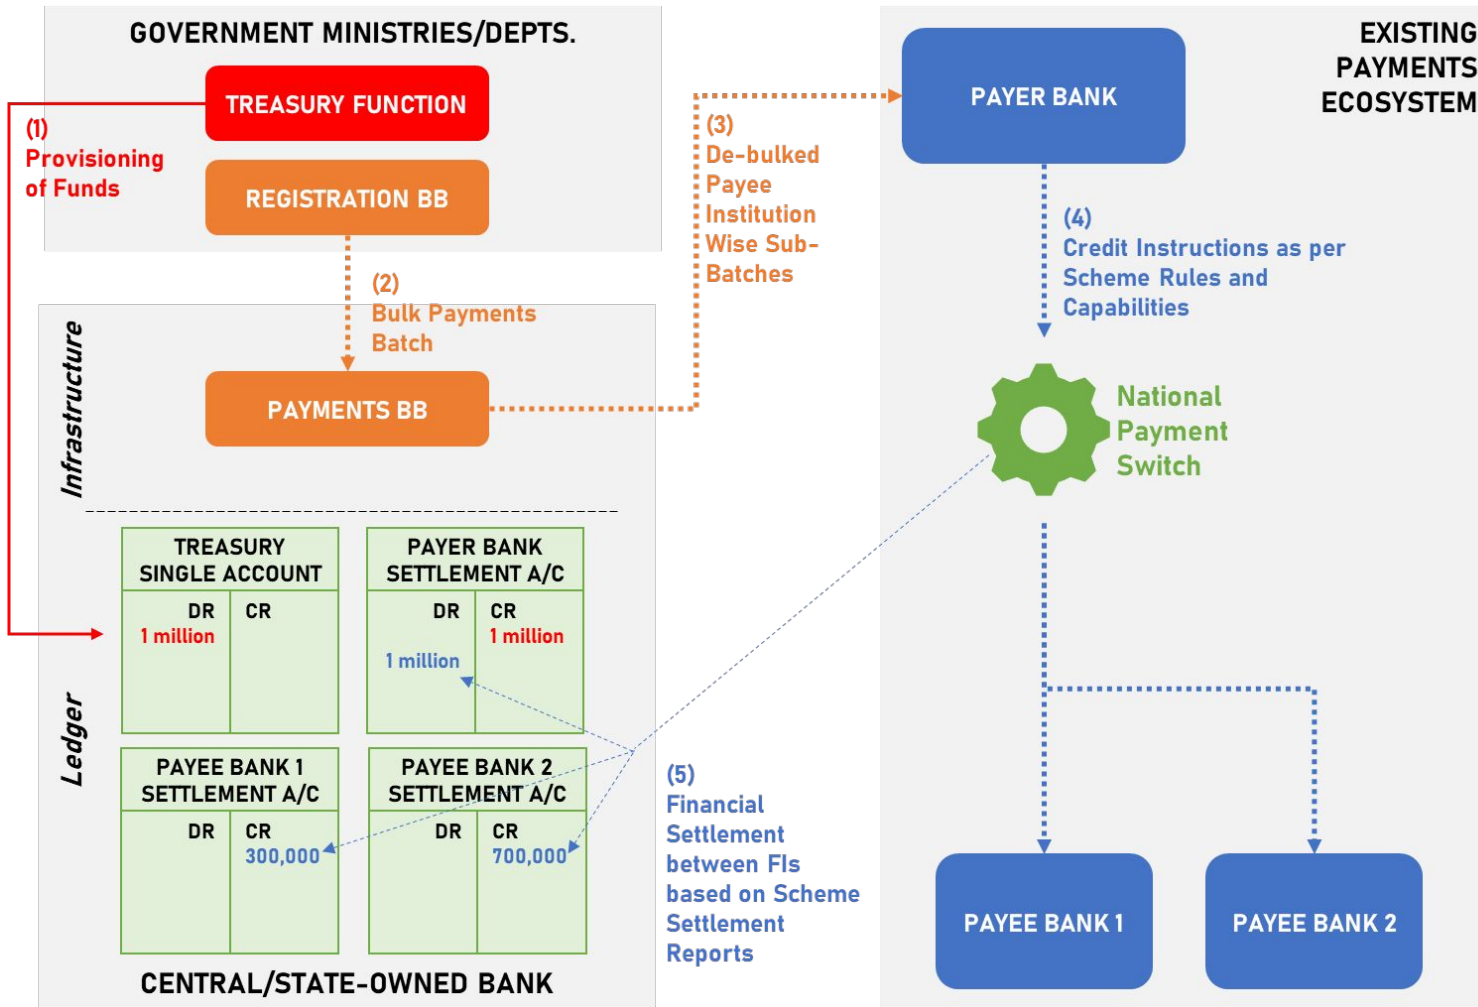 GOVERNMENT MINISTRIES/DEPTS.
TREASURY FUNCTION
(1)
Provisioning
of Funds
REGISTRATION BB
(2)
Bulk Payments
Batch
Infrastructure
PAYMENTS BB
(3)
De-bulked
Payee
Institution
Wise Sub-
Batches
EXISTING
PAYMENTS
ECOSYSTEM
PAYER BANK
(4)
Credit Instructions as per
Scheme Rules and
Capabilities
National
Payment
Switch
Ledger
TREASURY
SINGLE ACCOUNT
DR CR
1 million
PAYER BANK
SETTLEMENT A/C
DR CR
1 million
1 million
PAYEE BANK 1
SETTLEMENT A/C
DR CR
300,000
PAYEE BANK 2
SETTLEMENT A/C
DR CR
700,000
(5)
Financial
Settlement
between FIs
based on Scheme
Settlement
Reports
PAYEE BANK 1
PAYEE BANK 2
CENTRAL/STATE-OWNED BANK